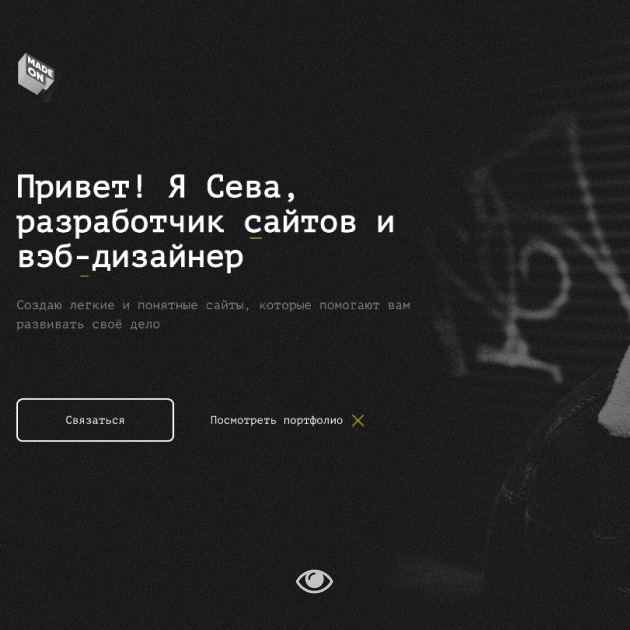 MADE
ON
Привет! Я Сева,
разработчик сайтов и
вэб-дизайнер
Создаю легкие и понятные сайты, которые помогают вам
развивать своё дело
Связаться
Посмотреть портфолио